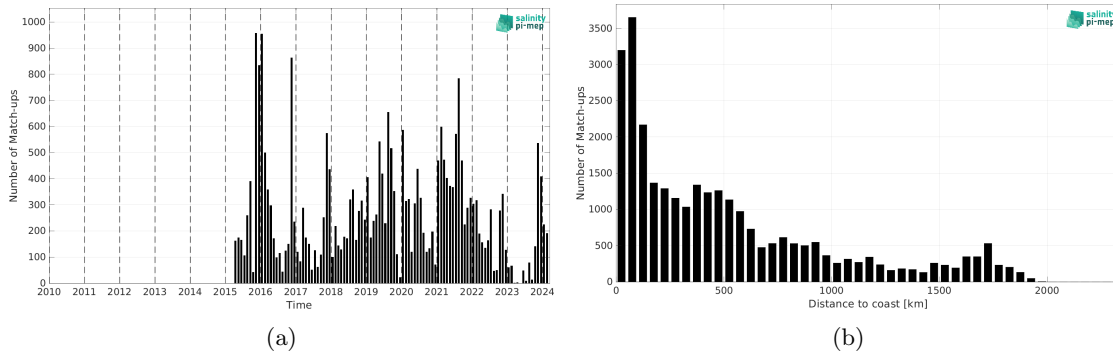 1000
900
800
700
600
500
400
300
200
100
0
Number of Match-ups
2010 2011 2012 2013 2014 2015 2016 2017 2018 2019 2020 2021 2022 2023 2024
Time
salinity
pi-mep
(a)
3500
3000
2500
2000
1500
1000
500
0
Number of Match-ups
0 500 1000 1500 2000
Distance to coast [km]
salinity
pi-mep
(b)